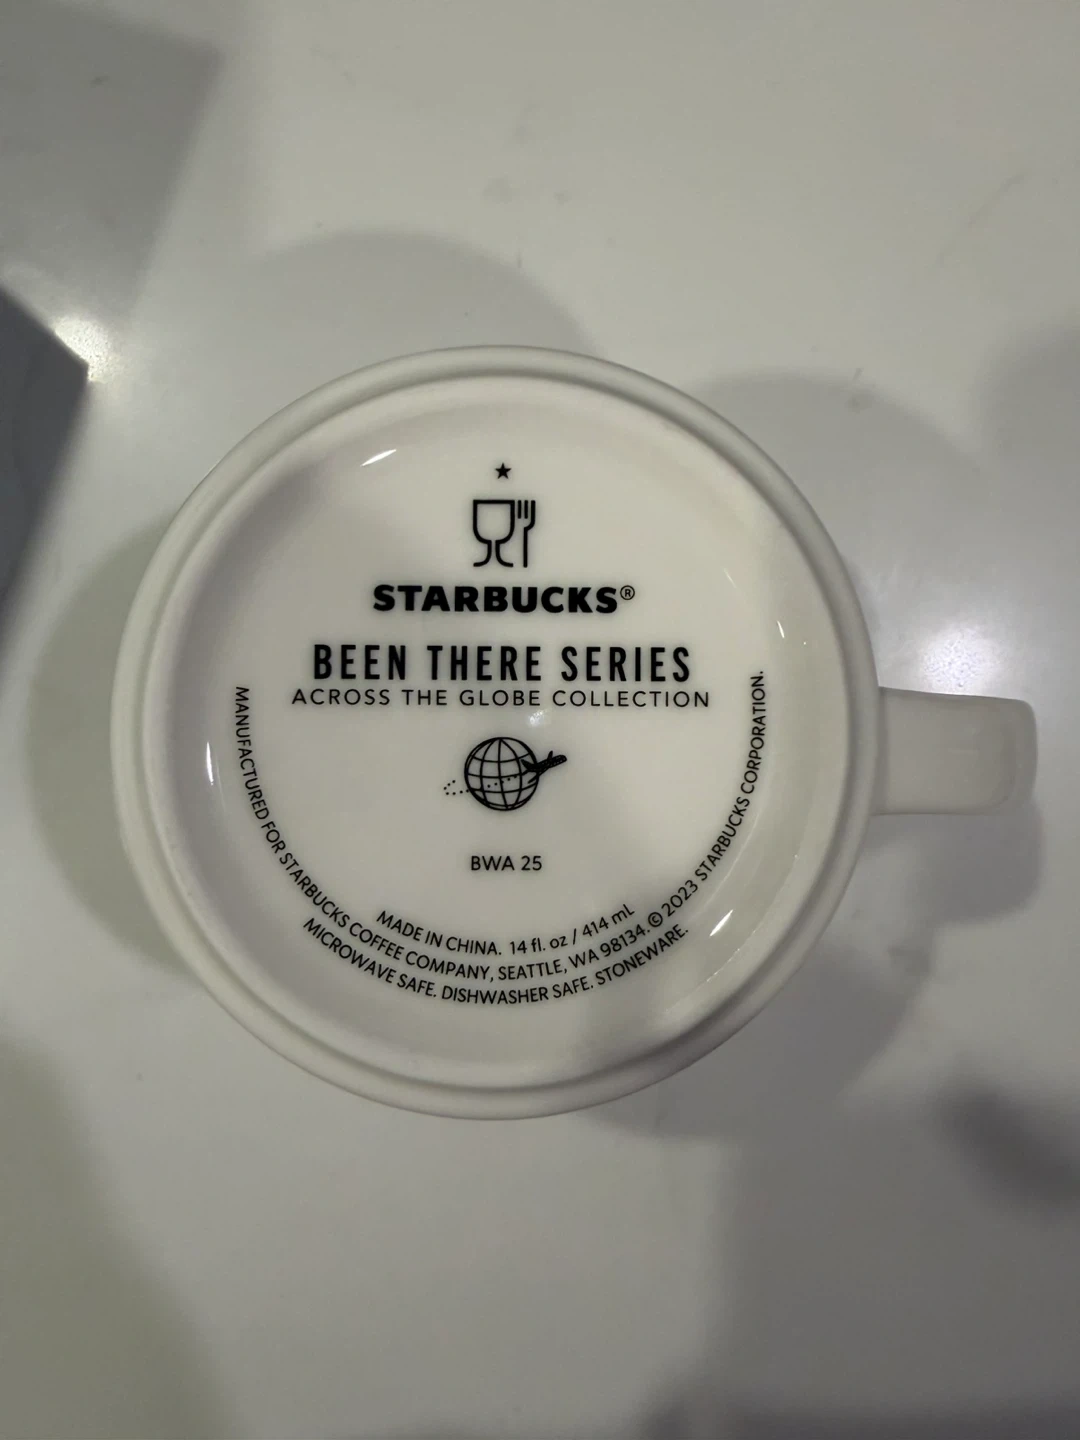 STARBUCKS®
BEEN THERE SERIES
ACROSS THE GLOBE COLLECTION
BWA 25
MADE IN CHINA. 14 fl. oz / 414 mL
MANUFACTURED FOR STARBUCKS COFFEE COMPANY, SEATTLE, WA 98134. © 2023 STARBUCKS CORPORATION.
MICROWAVE SAFE. DISHWASHER SAFE. STONEWARE.